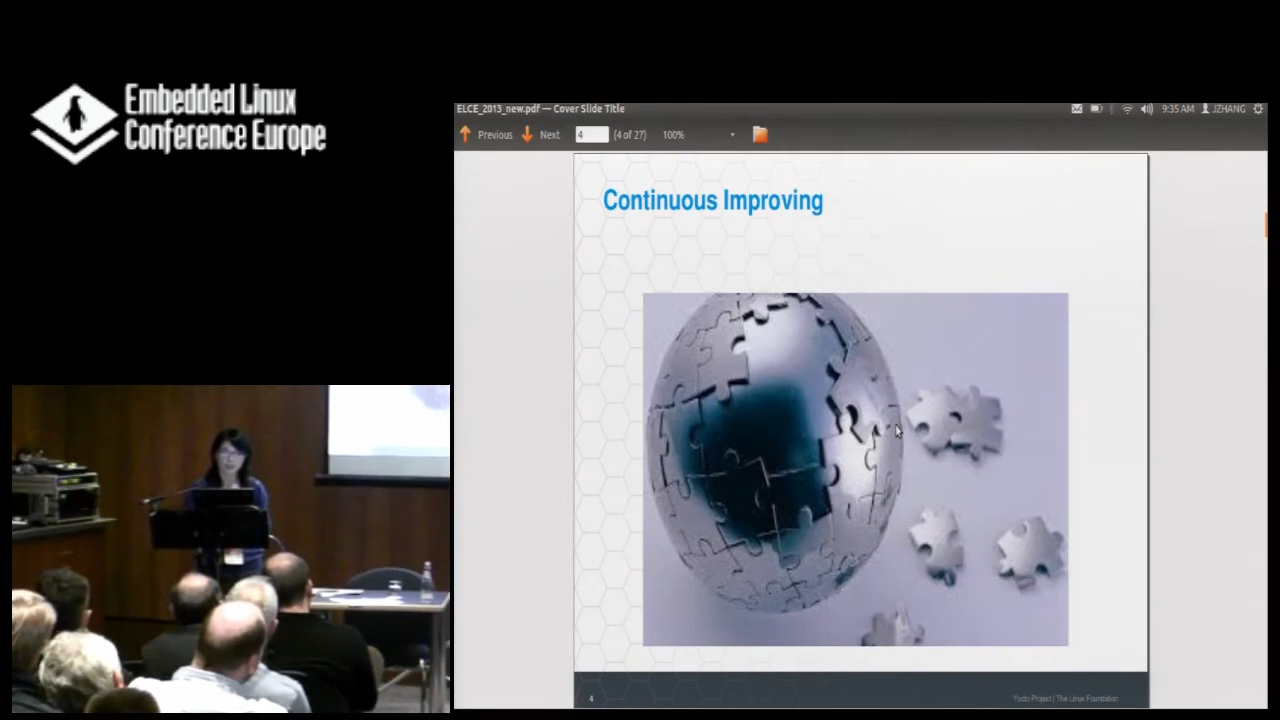 Embedded Linux
Conference Europe
ELCE_2013_new.pdf — Cover Slide Title
9:35 AM JZHANG
Previous Next 4 (4 of 27) 100%
Continuous Improving
4
Yocto Project | The Linux Foundation